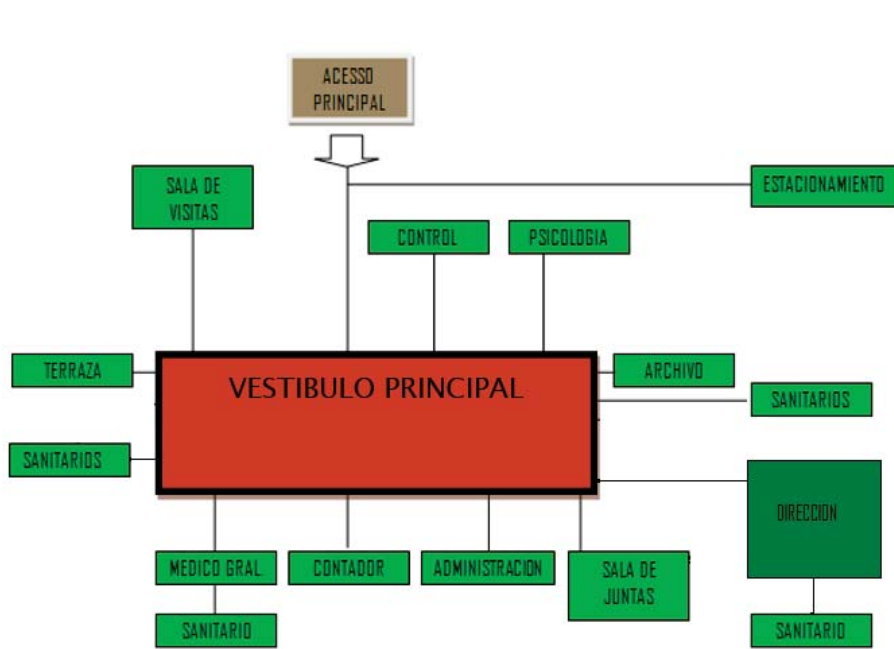 ACESSO
PRINCIPAL
SALA DE
VISITAS
ESTACIONAMIENTO
CONTROL
PSICOLOGIA
TERRAZA
VESTIBULO PRINCIPAL
ARCHIVO
SANITARIOS
SANITARIOS
DIRECCION
MEDICO GRAL.
CONTADOR
ADMINISTRACION
SALA DE
JUNTAS
SANITARIO
SANITARIO